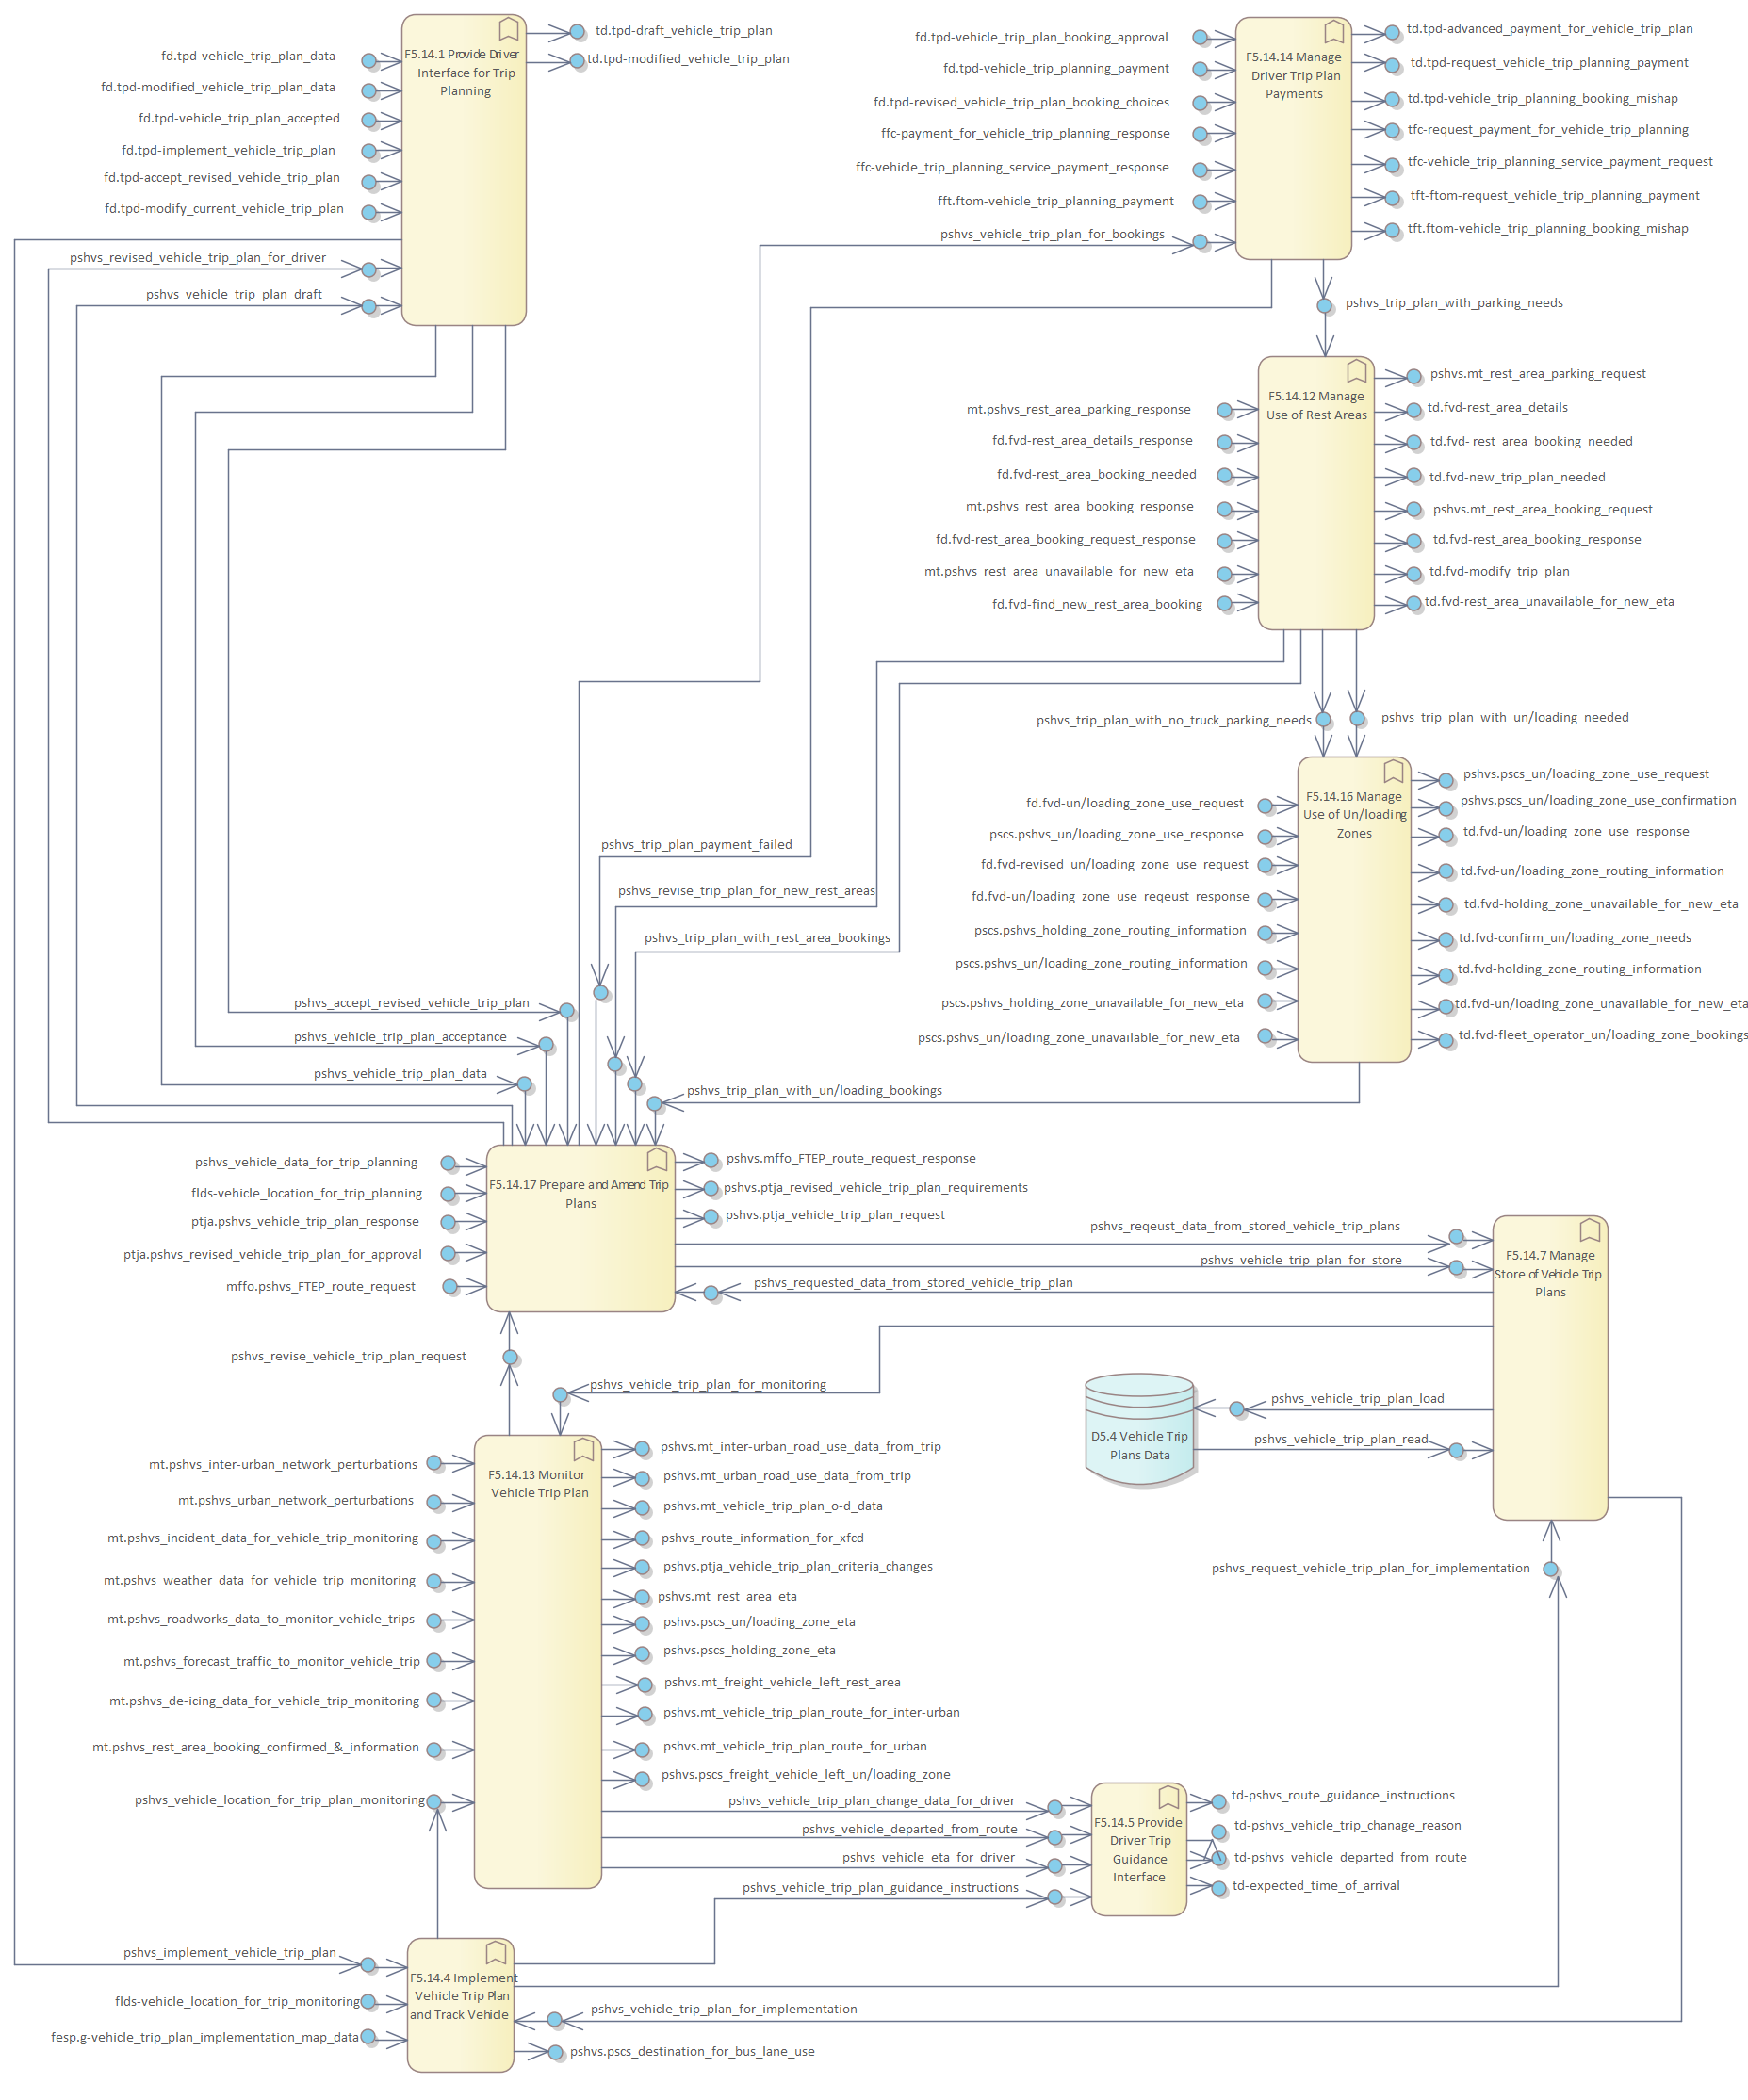 F5.14.1 Provide Driver
Interface for Trip
Planning
td.tpd-draft_vehicle_trip_plan
td.tpd-modified_vehicle_trip_plan
fd.tpd-vehicle_trip_plan_data
fd.tpd-modified_vehicle_trip_plan_data
fd.tpd-vehicle_trip_plan_accepted
fd.tpd-implement_vehicle_trip_plan
fd.tpd-accept_revised_vehicle_trip_plan
fd.tpd-modify_current_vehicle_trip_plan
pshvs_revised_vehicle_trip_plan_for_driver
pshvs_vehicle_trip_plan_draft
F5.14.14 Manage
Driver Trip Plan
Payments
fd.tpd-vehicle_trip_plan_booking_approval
fd.tpd-vehicle_trip_planning_payment
fd.tpd-revised_vehicle_trip_plan_booking_choices
ffc-payment_for_vehicle_trip_planning_response
ffc-vehicle_trip_planning_service_payment_response
fft.ftom-vehicle_trip_planning_payment
pshvs_vehicle_trip_plan_for_bookings
td.tpd-advanced_payment_for_vehicle_trip_plan
td.tpd-request_vehicle_trip_planning_payment
td.tpd-vehicle_trip_planning_booking_mishap
tfc-request_payment_for_vehicle_trip_planning
tfc-vehicle_trip_planning_service_payment_request
tft-ftom-request_vehicle_trip_planning_payment
tft.ftom-vehicle_trip_planning_booking_mishap
pshvs_trip_plan_with_parking_needs
F5.14.12 Manage
Use of Rest Areas
mt.pshvs_rest_area_parking_response
fd.fvd-rest_area_details_response
fd.fvd-rest_area_booking_needed
mt.pshvs_rest_area_booking_response
fd.fvd-rest_area_booking_request_response
mt.pshvs_rest_area_unavailable_for_new_eta
fd.fvd-find_new_rest_area_booking
pshvs.mt_rest_area_parking_request
td.fvd-rest_area_details
td.fvd- rest_area_booking_needed
td.fvd-new_trip_plan_needed
pshvs.mt_rest_area_booking_request
td.fvd-rest_area_booking_response
td.fvd-modify_trip_plan
td.fvd-rest_area_unavailable_for_new_eta
pshvs_trip_plan_with_no_truck_parking_needs
pshvs_trip_plan_with_un/loading_needed
F5.14.16 Manage
Use of Un/loading
Zones
fd.fvd-un/loading_zone_use_request
pscs.pshvs_un/loading_zone_use_response
fd.fvd-revised_un/loading_zone_use_request
fd.fvd-un/loading_zone_use_reqeust_response
pscs.pshvs_holding_zone_routing_information
pscs.pshvs_un/loading_zone_routing_information
pscs.pshvs_holding_zone_unavailable_for_new_eta
pscs.pshvs_un/loading_zone_unavailable_for_new_eta
pshvs.pscs_un/loading_zone_use_request
pshvs.pscs_un/loading_zone_use_confirmation
td.fvd-un/loading_zone_use_response
td.fvd-un/loading_zone_routing_information
td.fvd-holding_zone_unavailable_for_new_eta
td.fvd-confirm_un/loading_zone_needs
td.fvd-holding_zone_routing_information
td.fvd-un/loading_zone_unavailable_for_new_eta
td.fvd-fleet_operator_un/loading_zone_bookings
pshvs_trip_plan_payment_failed
pshvs_revise_trip_plan_for_new_rest_areas
pshvs_trip_plan_with_rest_area_bookings
pshvs_accept_revised_vehicle_trip_plan
pshvs_vehicle_trip_plan_acceptance
pshvs_vehicle_trip_plan_data
pshvs_trip_plan_with_un/loading_bookings
F5.14.17 Prepare and Amend Trip
Plans
pshvs_vehicle_data_for_trip_planning
flds-vehicle_location_for_trip_planning
ptja.pshvs_vehicle_trip_plan_response
ptja.pshvs_revised_vehicle_trip_plan_for_approval
mffo.pshvs_FTEP_route_request
pshvs.mffo_FTEP_route_request_response
pshvs.ptja_revised_vehicle_trip_plan_requirements
pshvs.ptja_vehicle_trip_plan_request
pshvs_reqeust_data_from_stored_vehicle_trip_plans
pshvs_vehicle_trip_plan_for_store
pshvs_requested_data_from_stored_vehicle_trip_plan
F5.14.7 Manage
Store of Vehicle Trip
Plans
pshvs_revise_vehicle_trip_plan_request
pshvs_vehicle_trip_plan_for_monitoring
D5.4 Vehicle Trip
Plans Data
pshvs_vehicle_trip_plan_load
pshvs_vehicle_trip_plan_read
F5.14.13 Monitor
Vehicle Trip Plan
mt.pshvs_inter-urban_network_perturbations
mt.pshvs_urban_network_perturbations
mt.pshvs_incident_data_for_vehicle_trip_monitoring
mt.pshvs_weather_data_for_vehicle_trip_monitoring
mt.pshvs_roadworks_data_to_monitor_vehicle_trips
mt.pshvs_forecast_traffic_to_monitor_vehicle_trip
mt.pshvs_de-icing_data_for_vehicle_trip_monitoring
mt.pshvs_rest_area_booking_confirmed_&_information
pshvs_vehicle_location_for_trip_plan_monitoring
pshvs.mt_inter-urban_road_use_data_from_trip
pshvs.mt_urban_road_use_data_from_trip
pshvs.mt_vehicle_trip_plan_o-d_data
pshvs_route_information_for_xfcd
pshvs.ptja_vehicle_trip_plan_criteria_changes
pshvs.mt_rest_area_eta
pshvs.pscs_un/loading_zone_eta
pshvs.pscs_holding_zone_eta
pshvs.mt_freight_vehicle_left_rest_area
pshvs.mt_vehicle_trip_plan_route_for_inter-urban
pshvs.mt_vehicle_trip_plan_route_for_urban
pshvs.pscs_freight_vehicle_left_un/loading_zone
pshvs_request_vehicle_trip_plan_for_implementation
pshvs_vehicle_trip_plan_change_data_for_driver
pshvs_vehicle_departed_from_route
pshvs_vehicle_eta_for_driver
pshvs_vehicle_trip_plan_guidance_instructions
F5.14.5 Provide
Driver Trip
Guidance
Interface
td-pshvs_route_guidance_instructions
td-pshvs_vehicle_trip_chanage_reason
td-pshvs_vehicle_departed_from_route
td-expected_time_of_arrival
F5.14.4 Implement
Vehicle Trip Plan
and Track Vehicle
pshvs_implement_vehicle_trip_plan
flds-vehicle_location_for_trip_monitoring
fesp.g-vehicle_trip_plan_implementation_map_data
pshvs_vehicle_trip_plan_for_implementation
pshvs.pscs_destination_for_bus_lane_use